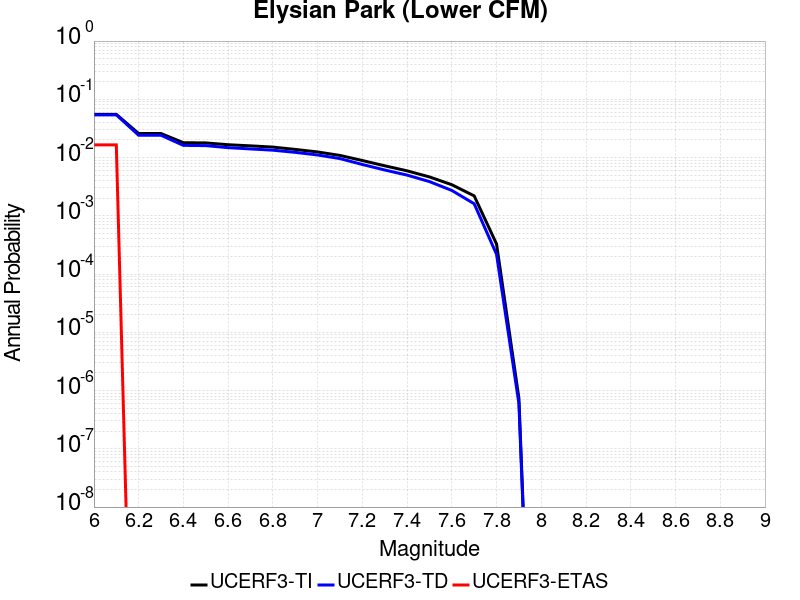 Elysian Park (Lower CFM)
10^0
10^-1
10^-2
10^-3
10^-4
10^-5
10^-6
10^-7
10^-8
Annual Probability
6 6.2 6.4 6.6 6.8 7 7.2 7.4 7.6 7.8 8 8.2 8.4 8.6 8.8 9
Magnitude
UCERF3-TI UCERF3-TD UCERF3-ETAS